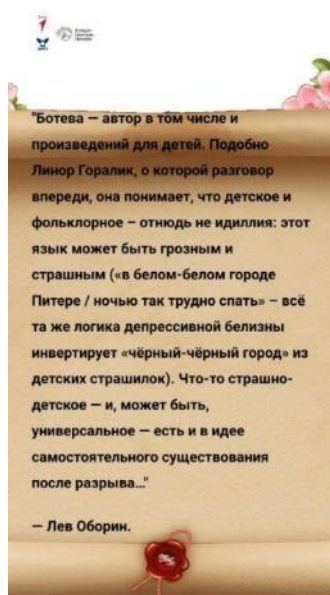 "Ботева — автор в том числе и
произведений для детей. Подобно
Линор Горалик, о которой разговор
впереди, она понимает, что детское и
фольклорное – отнюдь не идиллия: этот
язык может быть грозным и
страшным («в белом-белом городе
Питере / ночью так трудно спать» – всё
та же логика депрессивной белизны
инвертирует «чёрный-чёрный город» из
детских страшилок). Что-то страшно-
детское — и, может быть,
универсальное — есть и в идее
самостоятельного существования
после разрыва..."
— Лев Оборин.